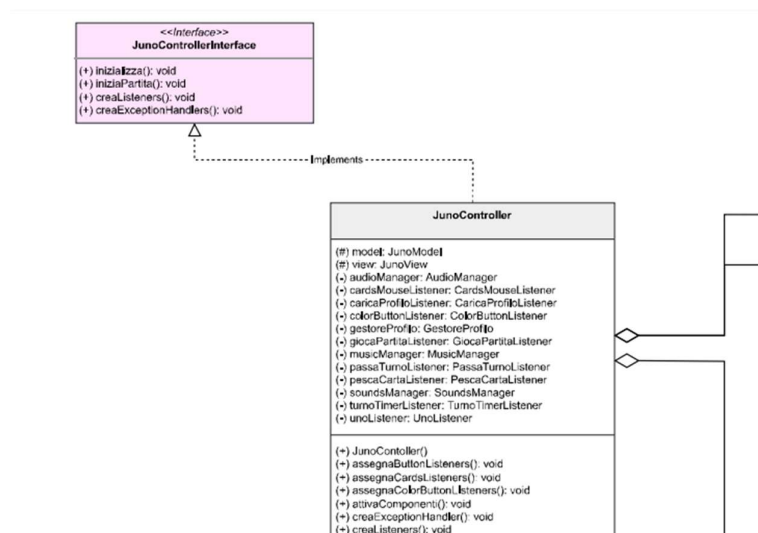 <<Interface>>
JunoControllerInterface
(+) inizializza(): void
(+) iniziaPartita(): void
(+) creaListeners(): void
(+) creaExceptionHandlers(): void
Implements
JunoController
(#) model: JunoModel
(#) view: JunoView
(-) audioManager: AudioManager
(-) cardsMouseListener: CardsMouseListener
(-) caricaProfiloListener: CaricaProfiloListener
(-) colorButtonListener: ColorButtonListener
(-) gestoreProfilo: GestoreProfilo
(-) giocaPartitaListener: GiocaPartitaListener
(-) musicManager: MusicManager
(-) passaTurnoListener: PassaTurnoListener
(-) pescaCartaListener: PescaCartaListener
(-) soundsManager: SoundsManager
(-) turnoTimerListener: TurnoTimerListener
(-) unoListener: UnoListener
(+) JunoContoller()
(+) assegnaButtonListeners(): void
(+) assegnaCardsListeners(): void
(+) assegnaColorButtonListeners(): void
(+) attivaComponenti(): void
(+) creaExceptionHandler(): void
(+) creaListeners(): void